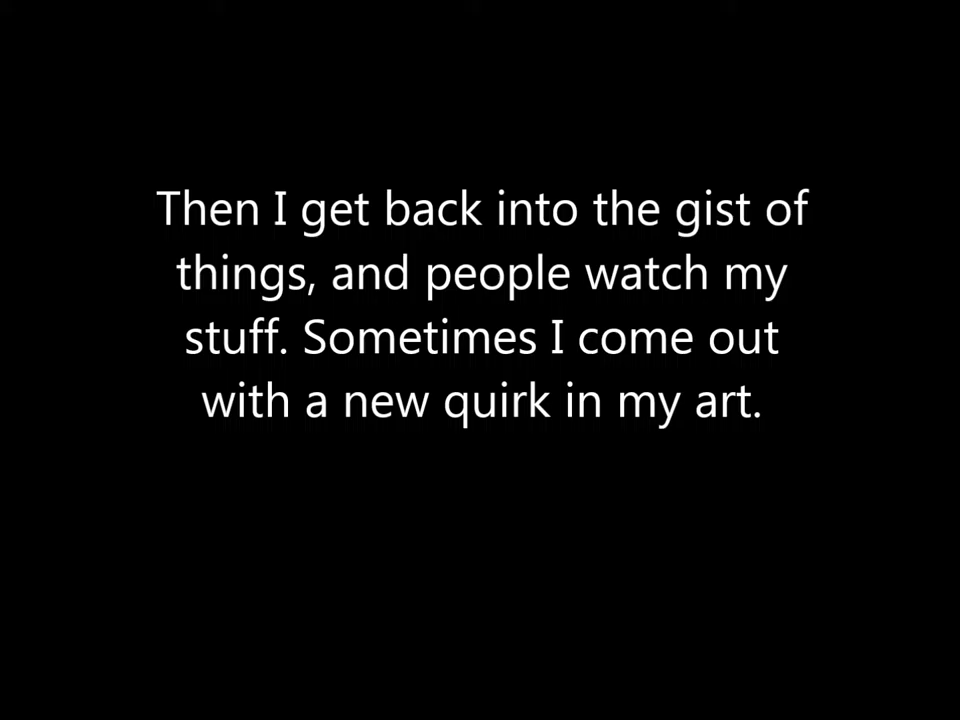 Then I get back into the gist of
things, and people watch my
stuff. Sometimes I come out
with a new quirk in my art.